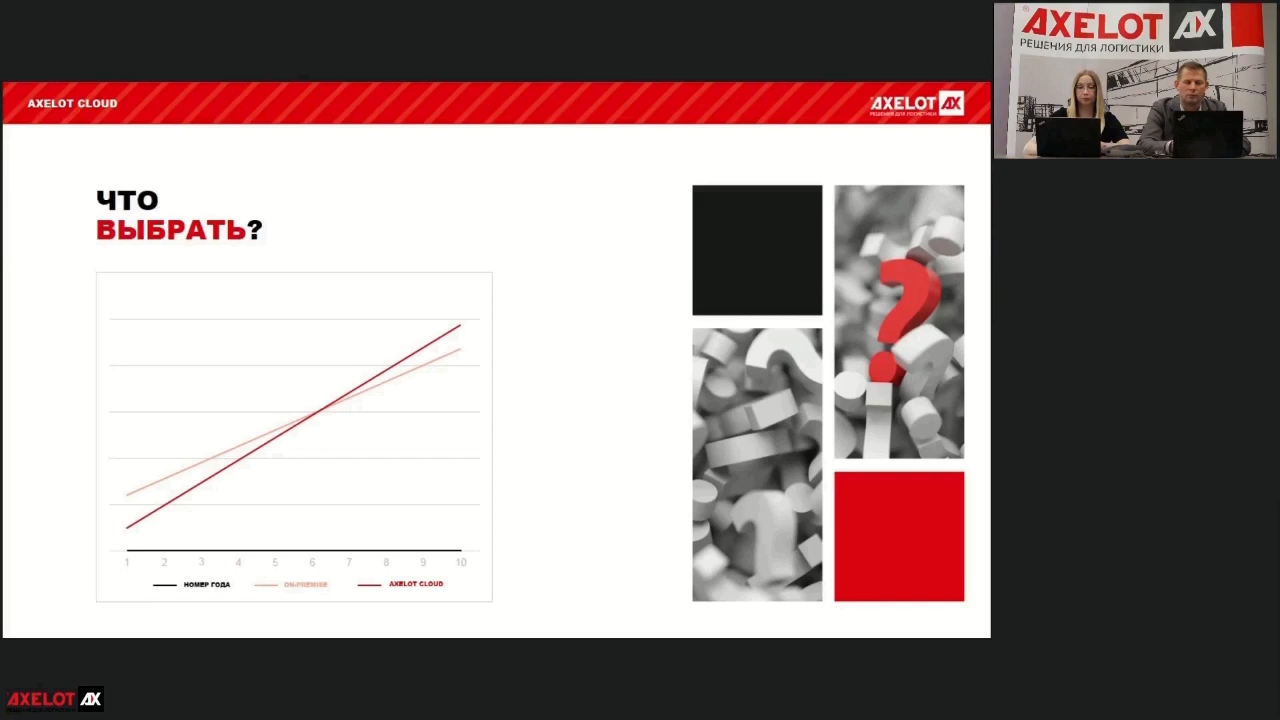 AXELOT CLOUD
AXELOT AX
РЕШЕНИЯ ДЛЯ ЛОГИСТИКИ
ЧТО
ВЫБРАТЬ?
1 2 3 4 5 6 7 8 9 10
НОМЕР ГОДА ON-PREMISE AXELOT CLOUD
AXELOT AX
РЕШЕНИЯ ДЛЯ ЛОГИСТИКИ
AXELOT AX